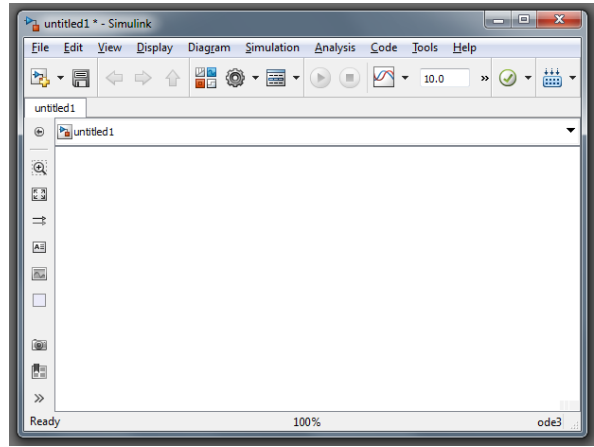 untitled1 * - Simulink
File Edit View Display Diagram Simulation Analysis Code Tools Help
10.0 »
untitled1
untitled1
A
»
Ready 100% ode3